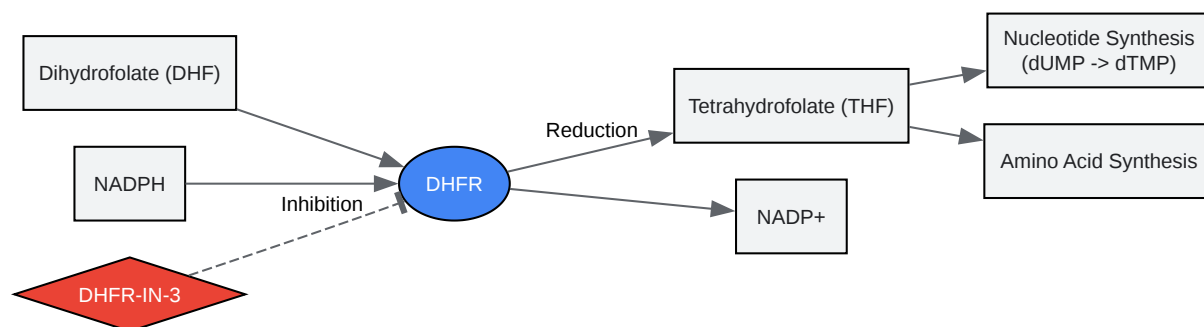 Dihydrofolate (DHF)
NADPH
DHFR-IN-3
Inhibition
DHFR
Reduction
Tetrahydrofolate (THF)
NADP+
Nucleotide Synthesis
(dUMP -> dTMP)
Amino Acid Synthesis